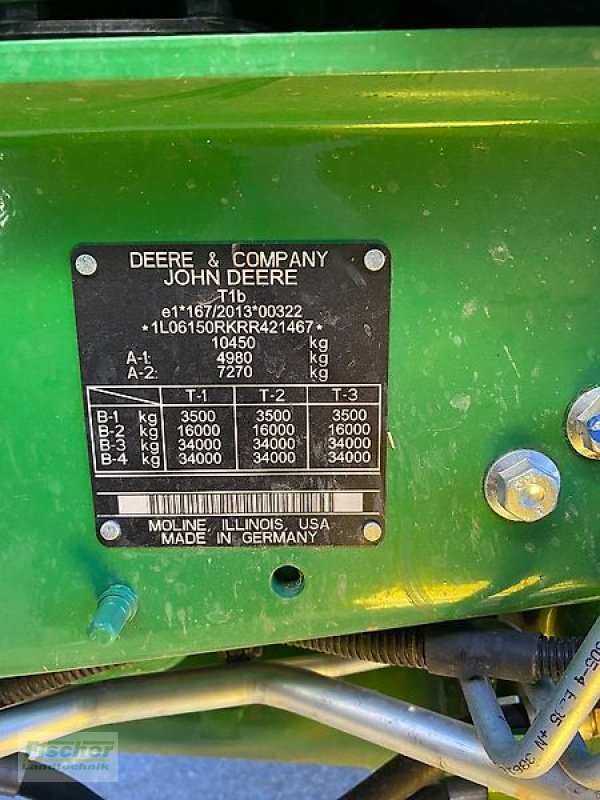 DEERE & COMPANY
JOHN DEERE
T1b
e1*167/2013*00322
*1L06150RKRR421467*
10450 kg
A-1: 4980 kg
A-2: 7270 kg
T-1 T-2 T-3
B-1 kg 3500 3500 3500
B-2 kg 16000 16000 16000
B-3 kg 34000 34000 34000
B-4 kg 34000 34000 34000
MOLINE, ILLINOIS, USA
MADE IN GERMANY
Fischer
Landtechnik